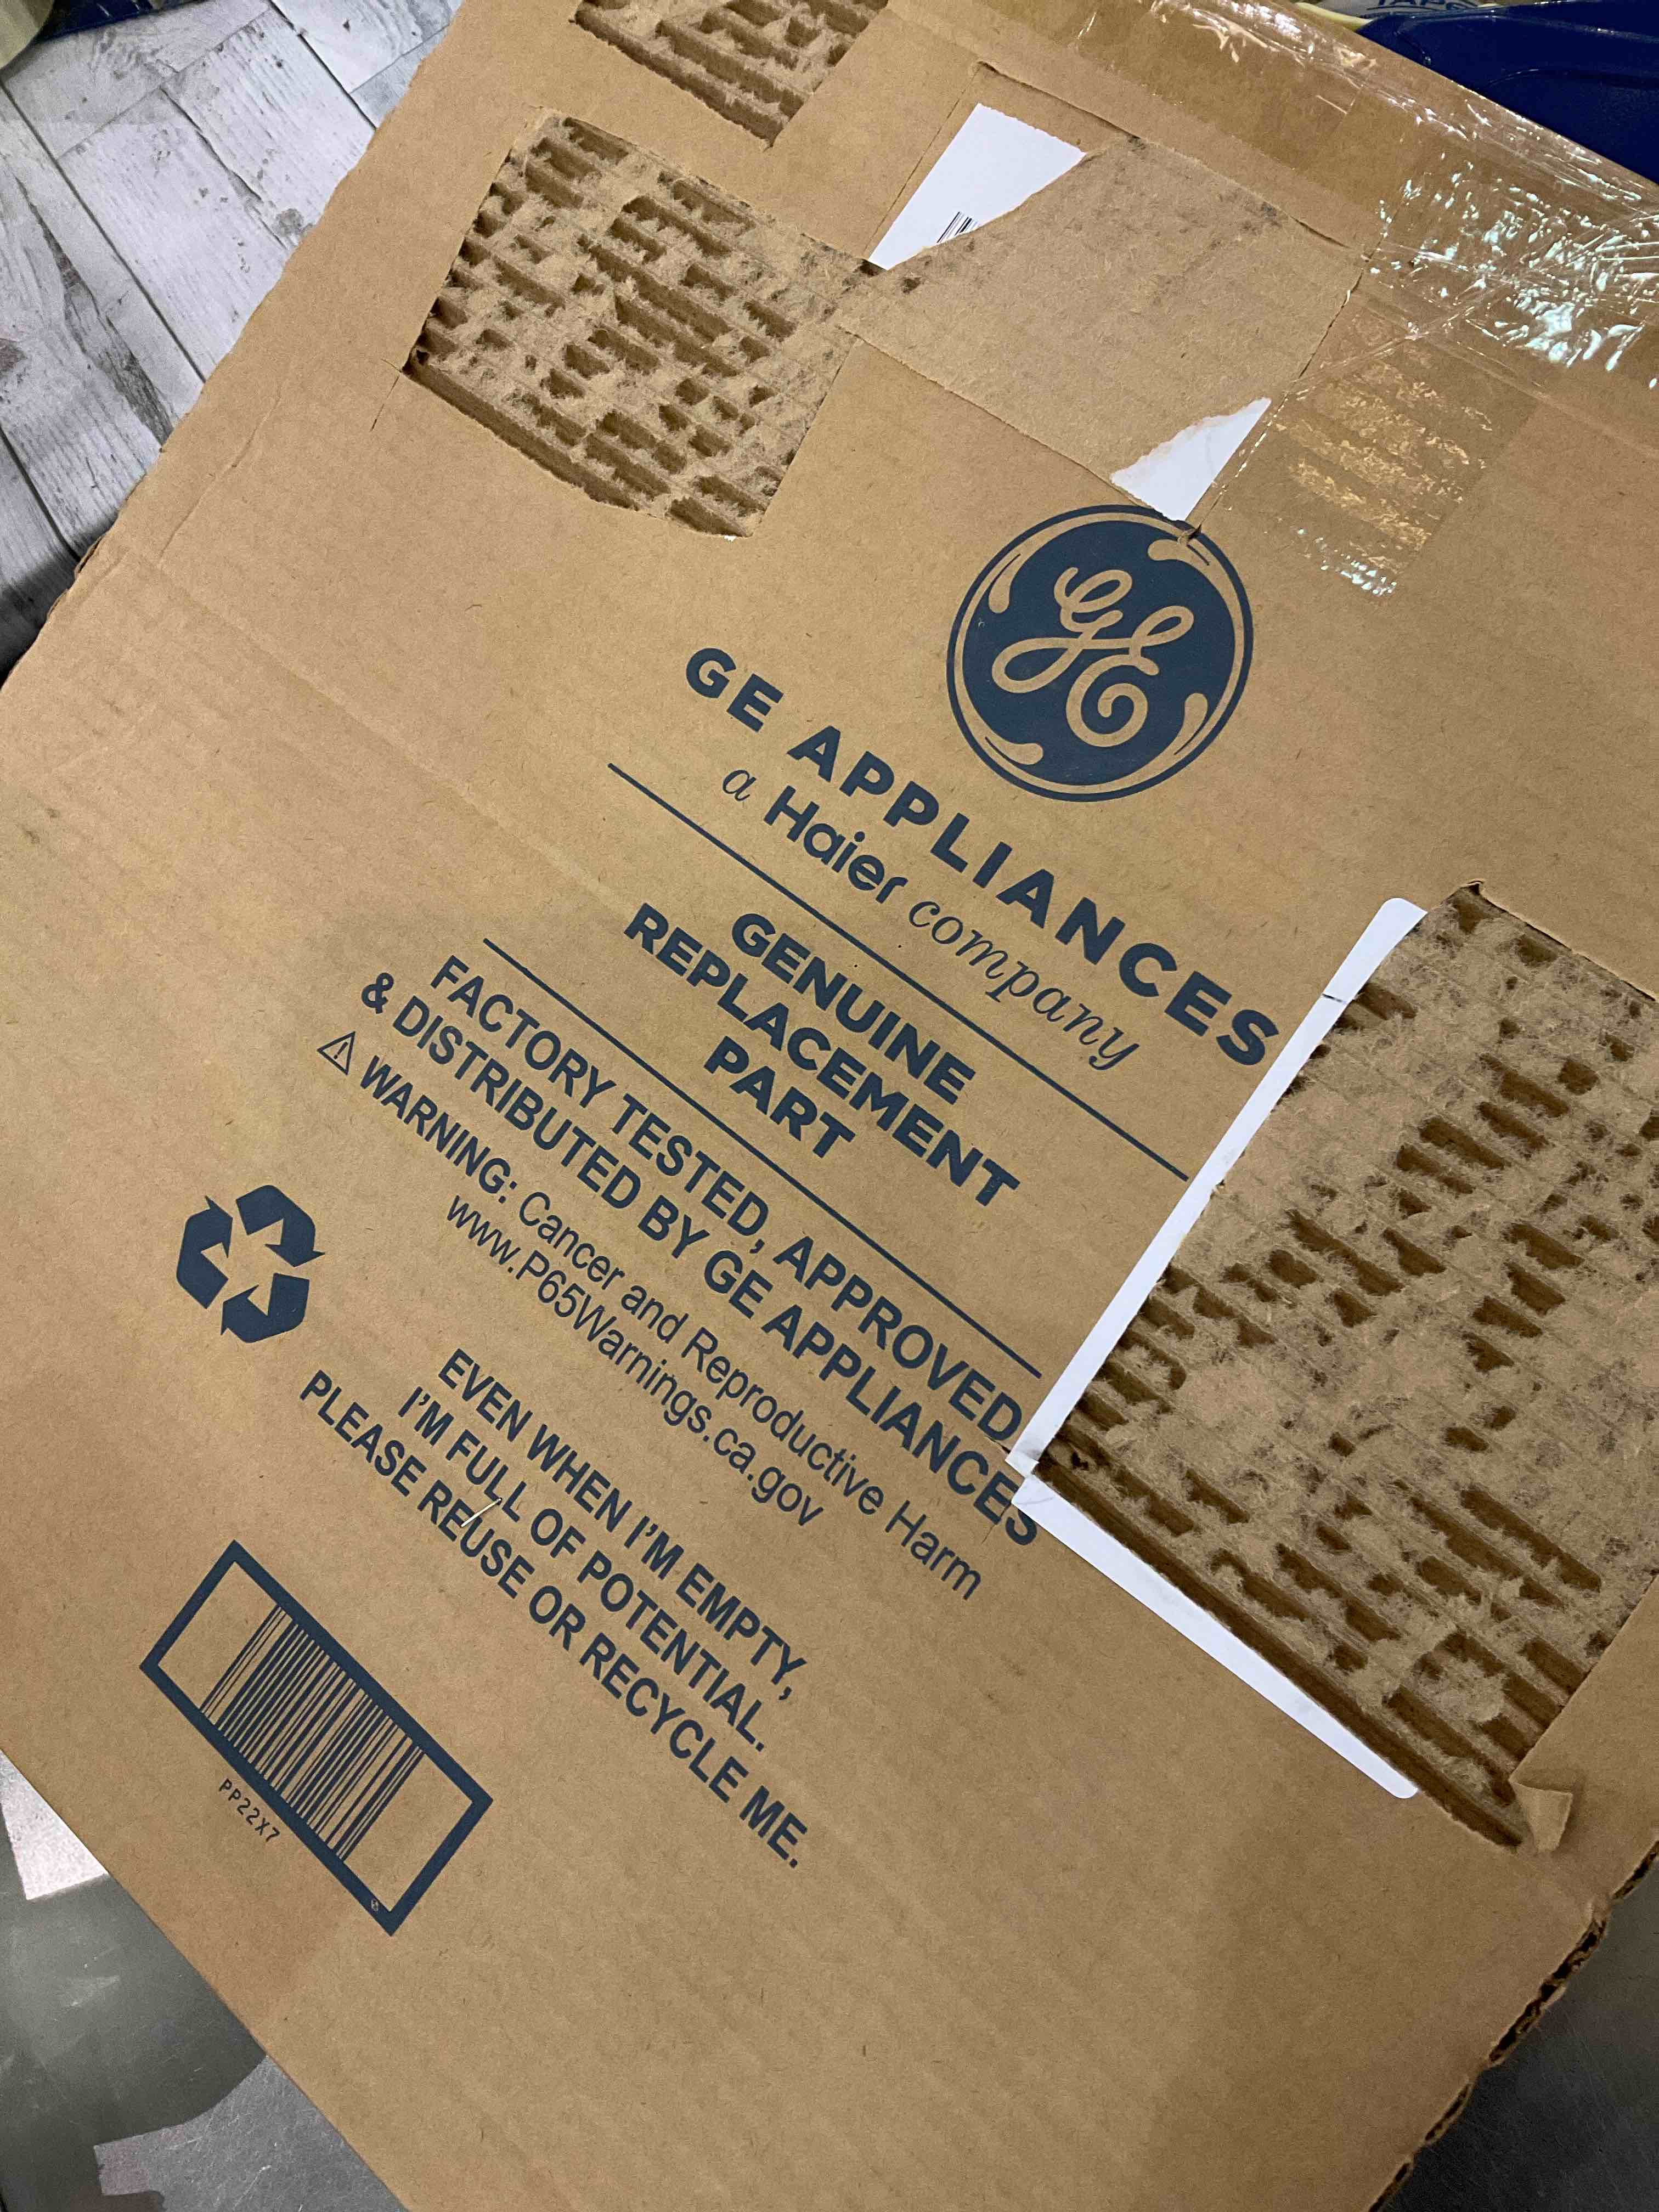 TAPE
GE
GE APPLIANCES
a Haier company
GENUINE
REPLACEMENT
PART
FACTORY TESTED, APPROVED
& DISTRIBUTED BY GE APPLIANCES
⚠ WARNING: Cancer and Reproductive Harm
www.P65Warnings.ca.gov
EVEN WHEN I'M EMPTY,
I'M FULL OF POTENTIAL.
PLEASE REUSE OR RECYCLE ME.
PP22X7